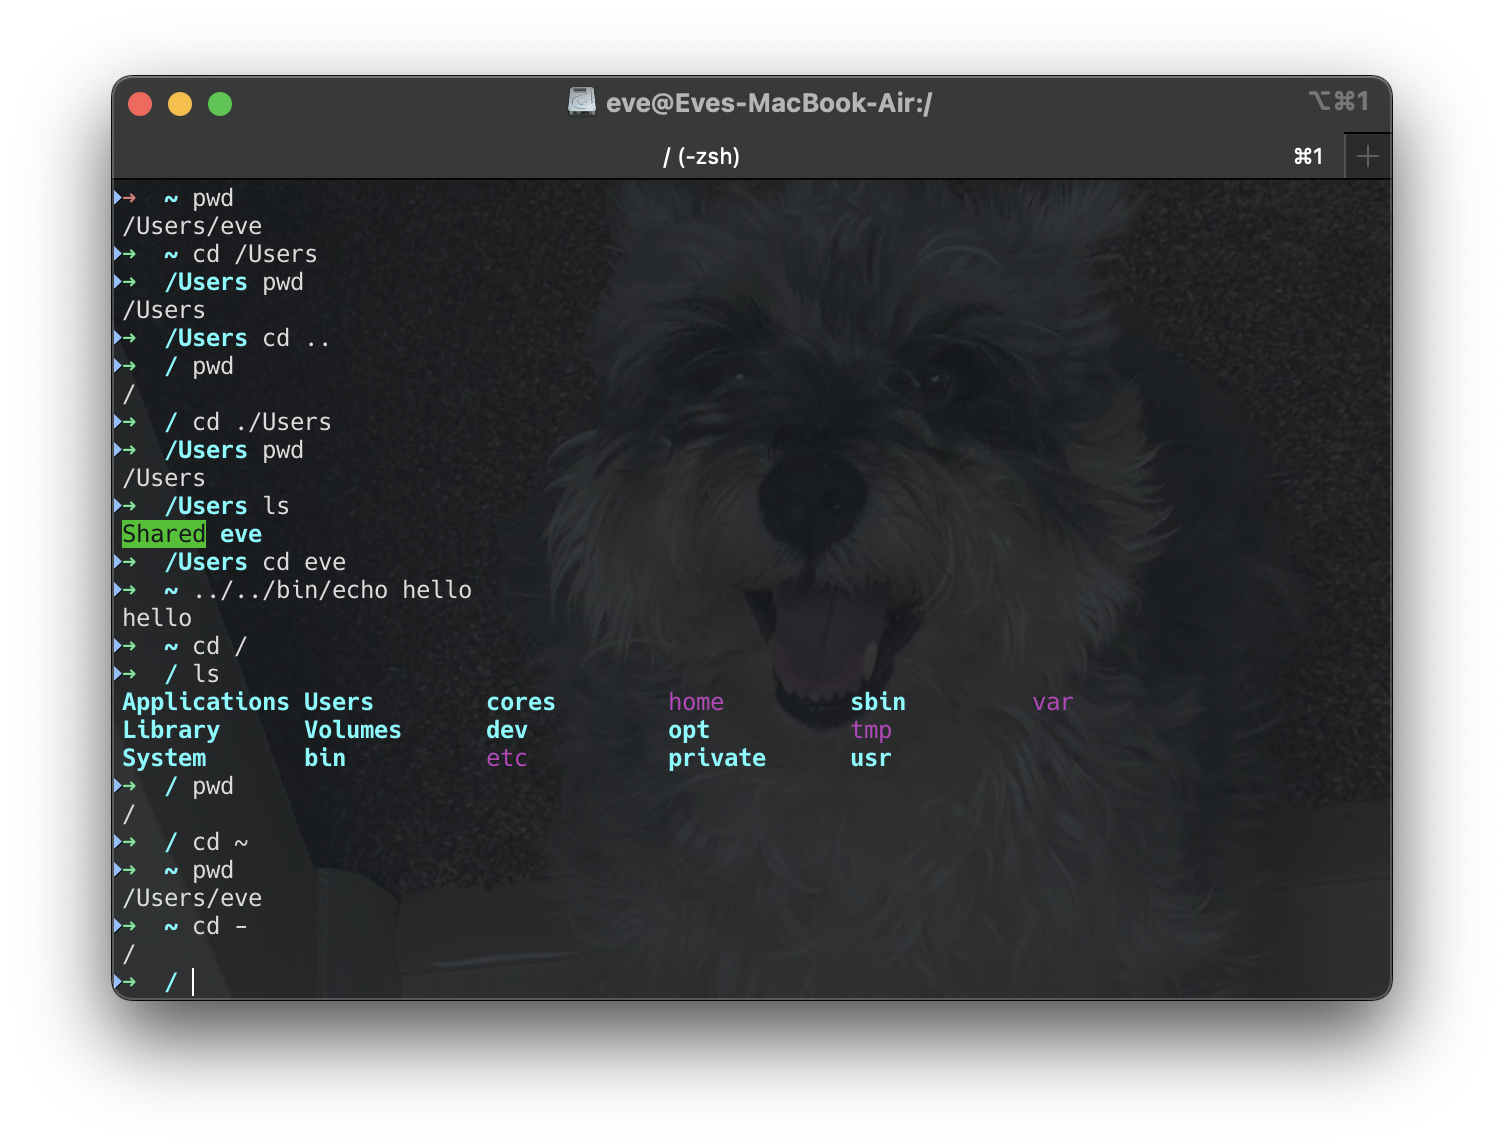 eve@Eves-MacBook-Air:/ ⌥⌘1
/ (-zsh) ⌘1 +
➜ ~ pwd
/Users/eve
➜ ~ cd /Users
➜ /Users pwd
/Users
➜ /Users cd ..
➜ / pwd
/
➜ / cd ./Users
➜ /Users pwd
/Users
➜ /Users ls
Shared eve
➜ /Users cd eve
➜ ~ ../../bin/echo hello
hello
➜ ~ cd /
➜ / ls
Applications Users cores home sbin var
Library Volumes dev opt tmp
System bin etc private usr
➜ / pwd
/
➜ / cd ~
➜ ~ pwd
/Users/eve
➜ ~ cd -
/
➜ /